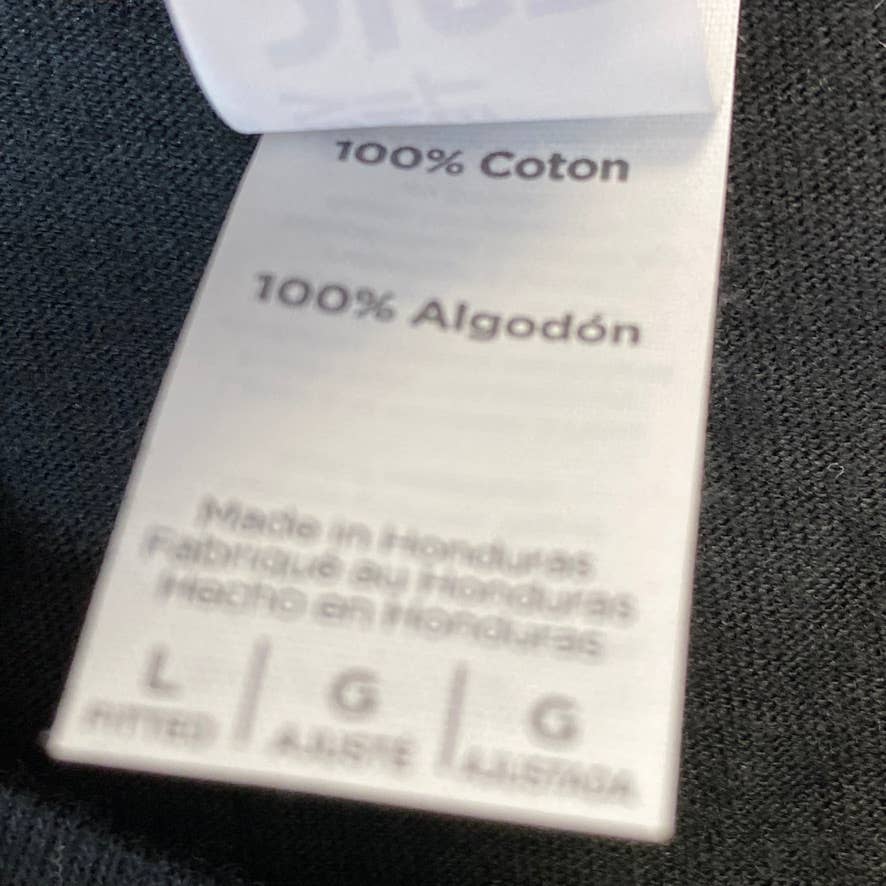 100% Coton
100% Algodón
Made in Honduras
Fabriqué au Honduras
Hecho en Honduras
L | G | G
FITTED | AJUSTÉ | AJUSTADA